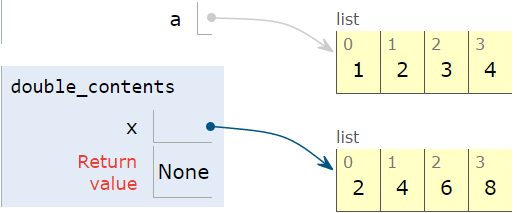 a
list
0 1 2 3
1 2 3 4
double_contents
x
Return
value
None
list
0 1 2 3
2 4 6 8